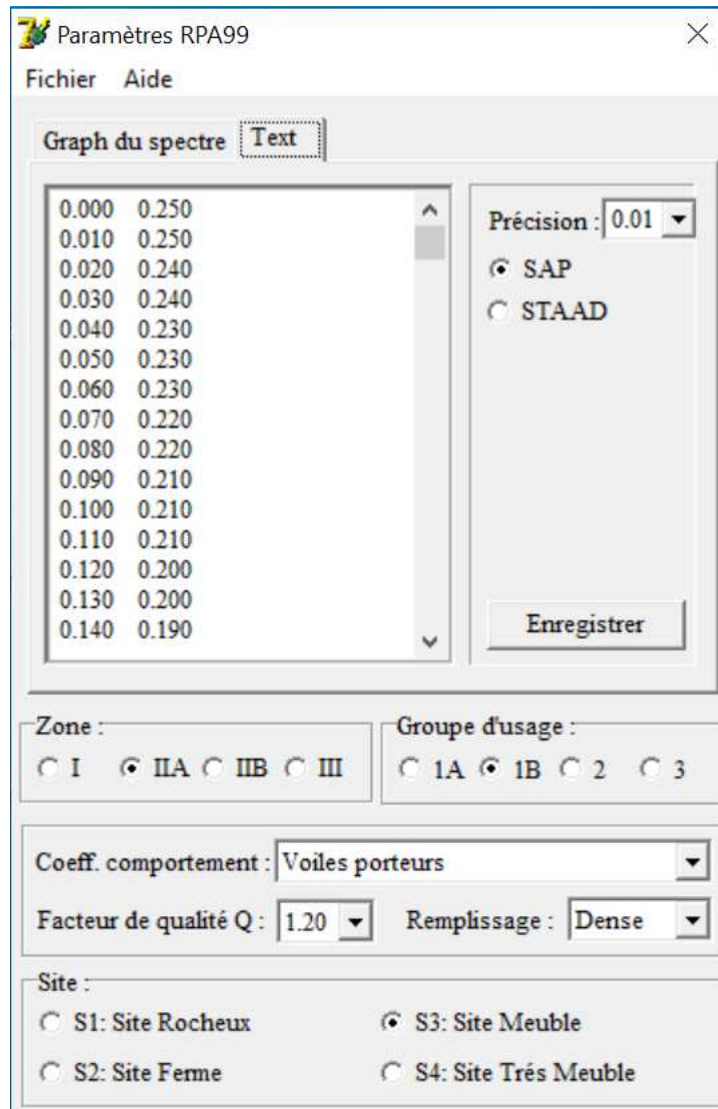 Paramètres RPA99
Fichier Aide
Graph du spectre Text
0.000 0.250
0.010 0.250
0.020 0.240
0.030 0.240
0.040 0.230
0.050 0.230
0.060 0.230
0.070 0.220
0.080 0.220
0.090 0.210
0.100 0.210
0.110 0.210
0.120 0.200
0.130 0.200
0.140 0.190
Précision : 0.01
SAP
STAAD
Enregistrer
Zone :
I IIA IIB III
Groupe d'usage :
1A 1B 2 3
Coeff. comportement : Voiles porteurs
Facteur de qualité Q : 1.20 Remplissage : Dense
Site :
S1: Site Rocheux S3: Site Meuble
S2: Site Ferme S4: Site Trés Meuble